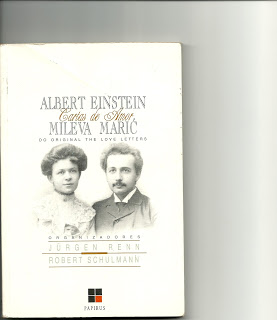 ALBERT EINSTEIN
Cartas de Amor
MILEVA MARIĆ
DO ORIGINAL THE LOVE LETTERS
ORGANIZADORES
JÜRGEN RENN
ROBERT SCHULMANN
PAPIRUS